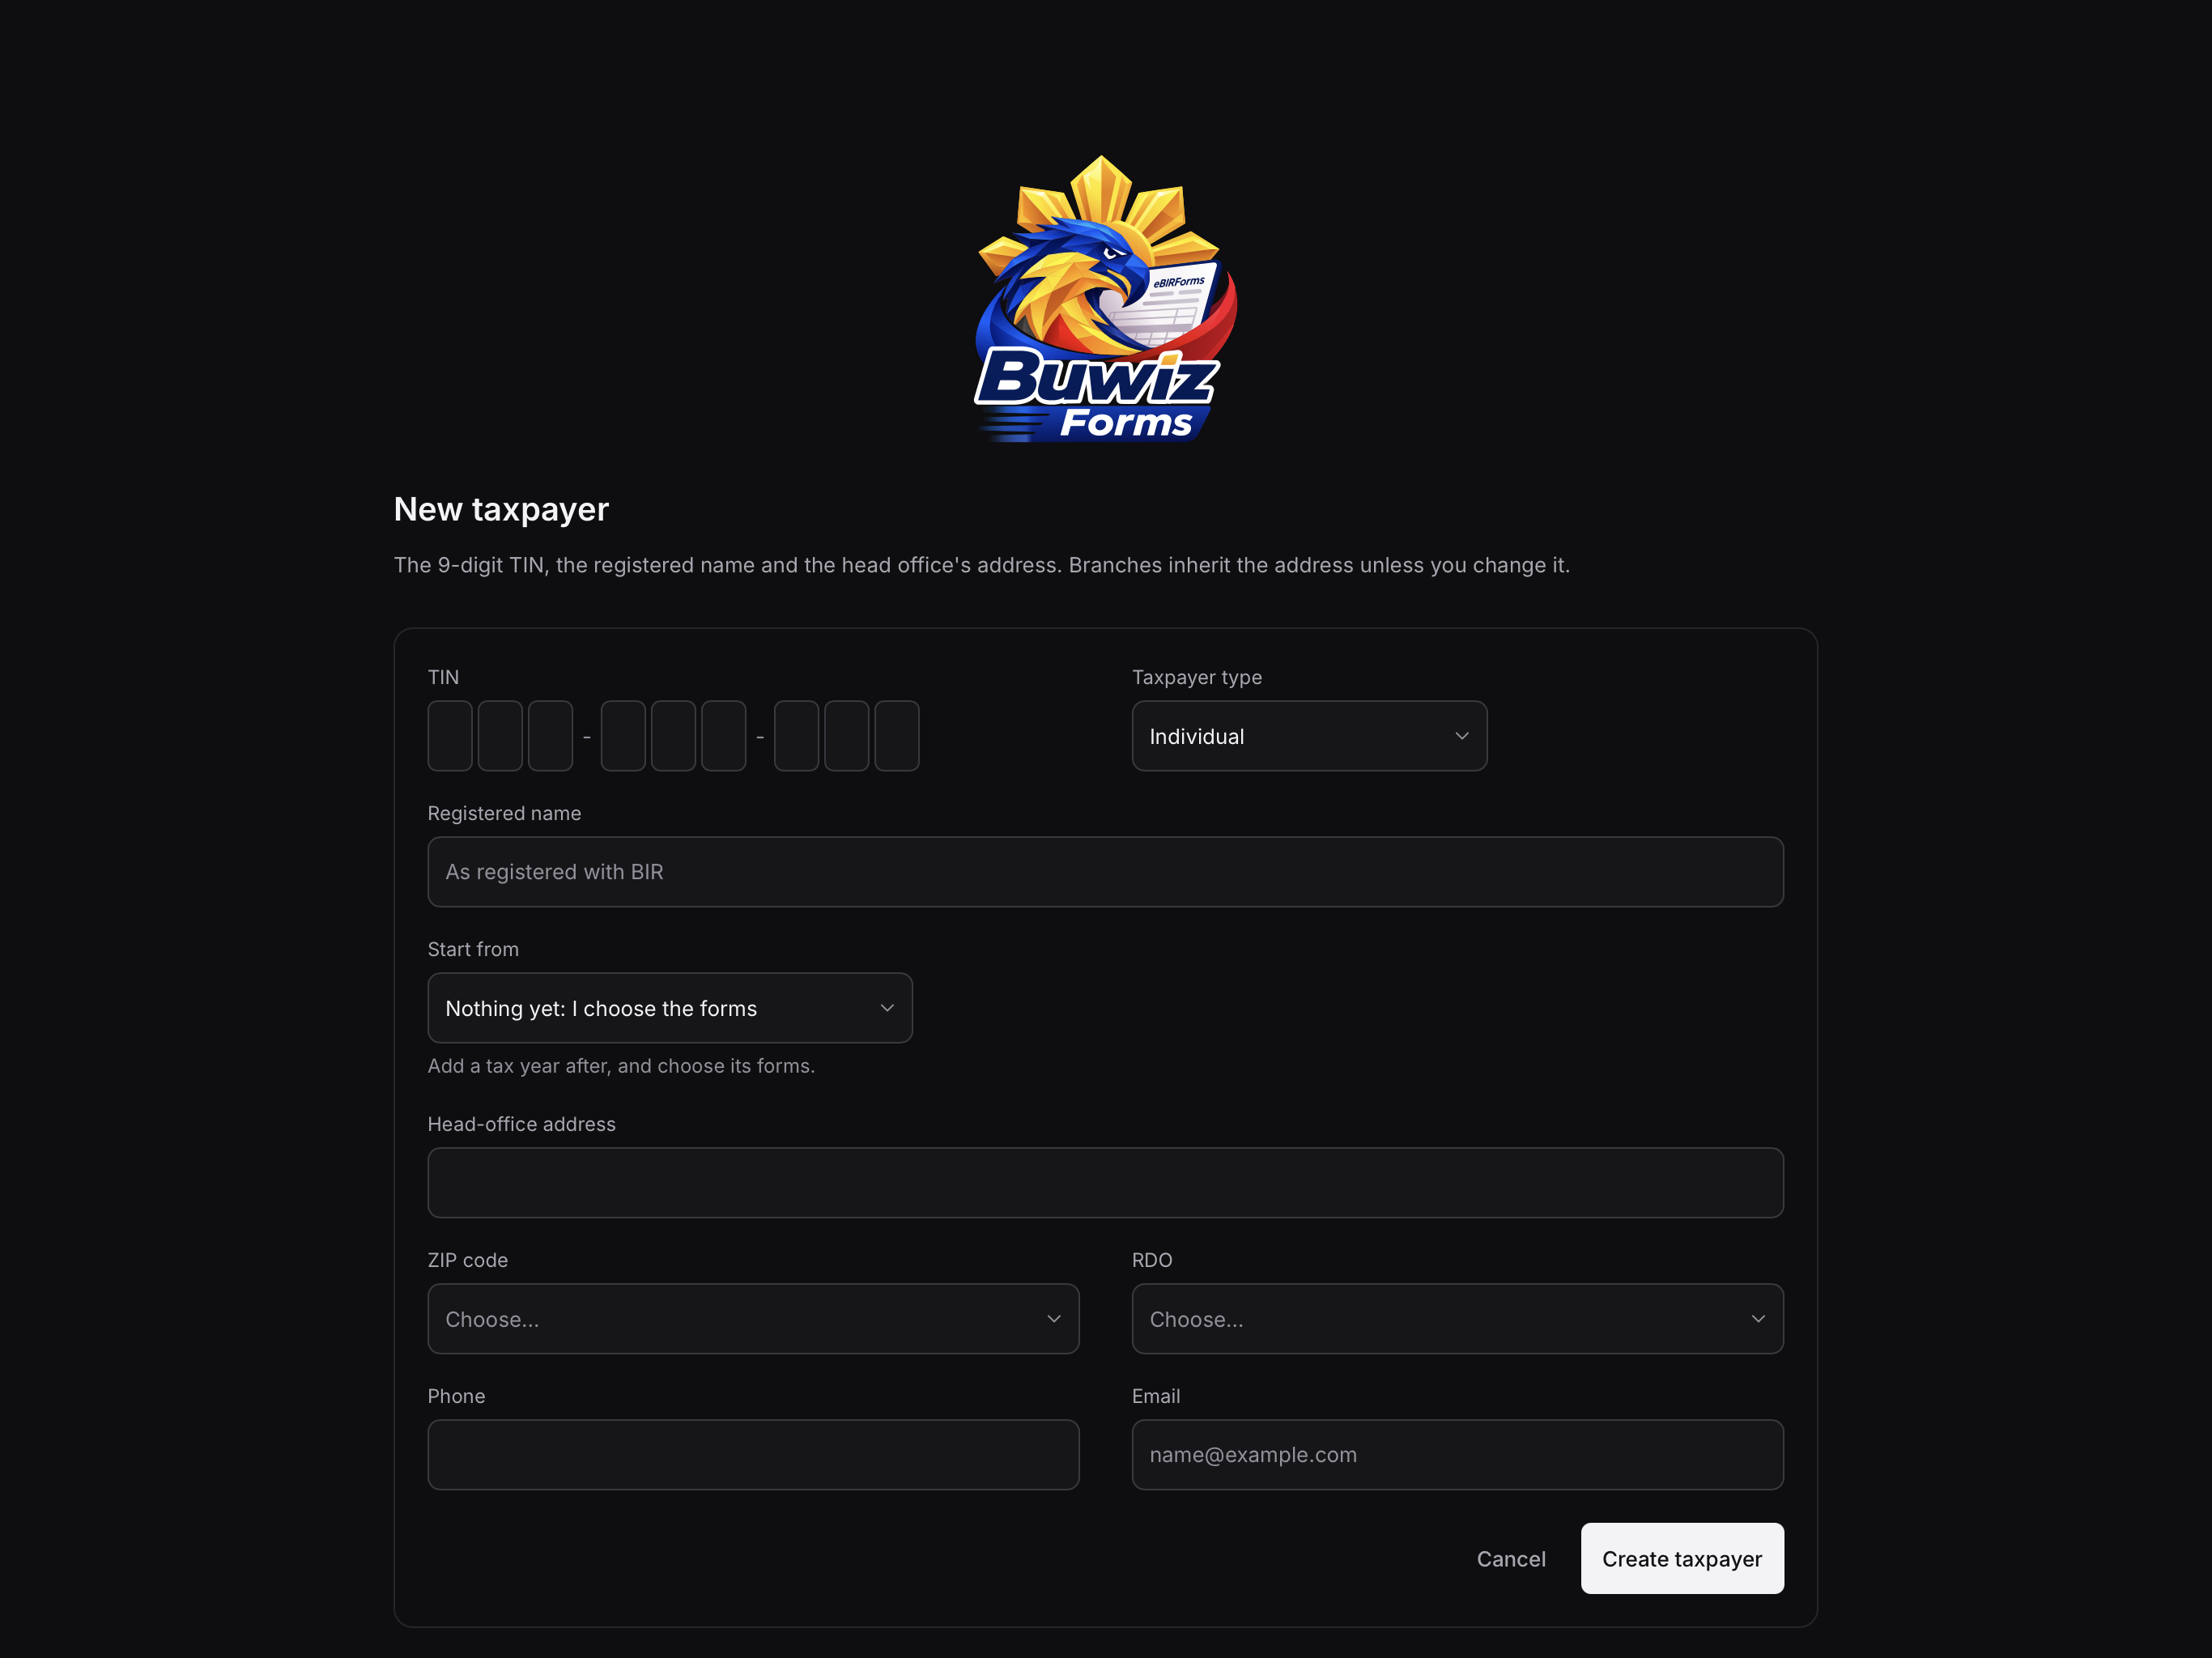 eBIRForms
Buwiz
Forms
New taxpayer
The 9-digit TIN, the registered name and the head office's address. Branches inherit the address unless you change it.
TIN
Taxpayer type
- -
Individual
Registered name
As registered with BIR
Start from
Nothing yet: I choose the forms
Add a tax year after, and choose its forms.
Head-office address
ZIP code
RDO
Choose...
Choose...
Phone
Email
name@example.com
Cancel
Create taxpayer